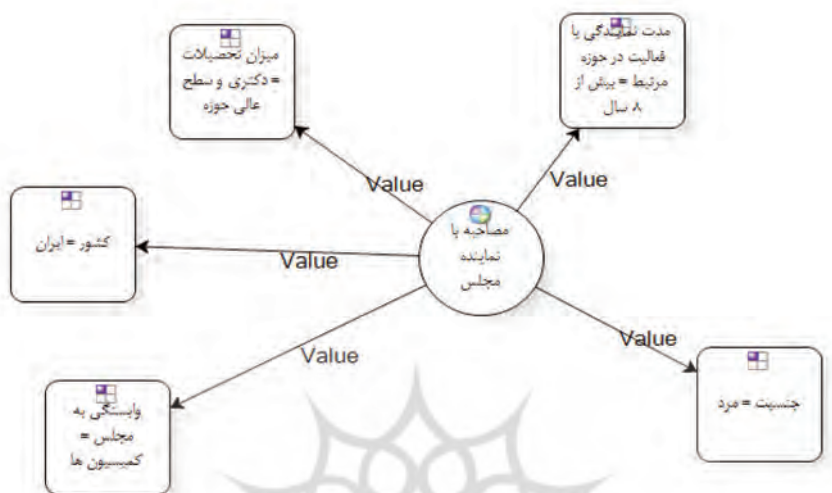 مدت نمایندگی یا
فعالیت در حوزه
مرتبط = بیش از
۸ سال
میزان تحصیلات
= دکتری و سطح
عالی حوزه
Value
Value
کشور = ایران
Value
مصاحبه با
نماینده
مجلس
Value
Value
جنسیت = مرد
وابستگی به
مجلس =
کمیسیون ها